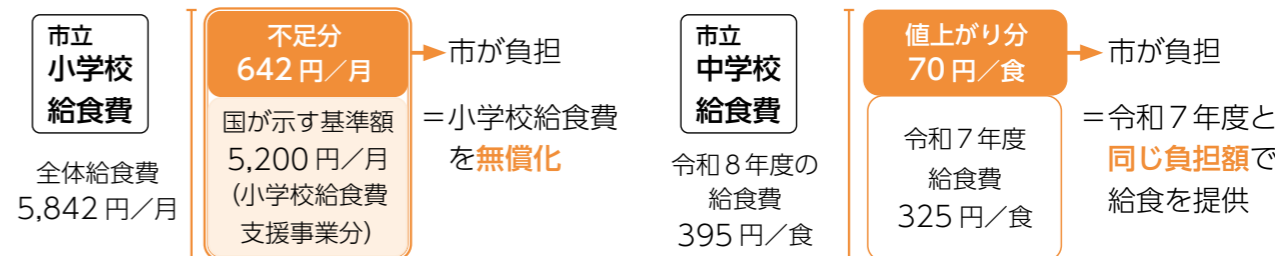 市立
小学校
給食費
全体給食費
5,842円／月
不足分
642円／月
国が示す基準額
5,200円／月
(小学校給食費
支援事業分)
市が負担
＝小学校給食費
を無償化
市立
中学校
給食費
令和８年度の
給食費
395円／食
値上がり分
70円／食
令和７年度
給食費
325円／食
市が負担
＝令和７年度と
同じ負担額で
給食を提供